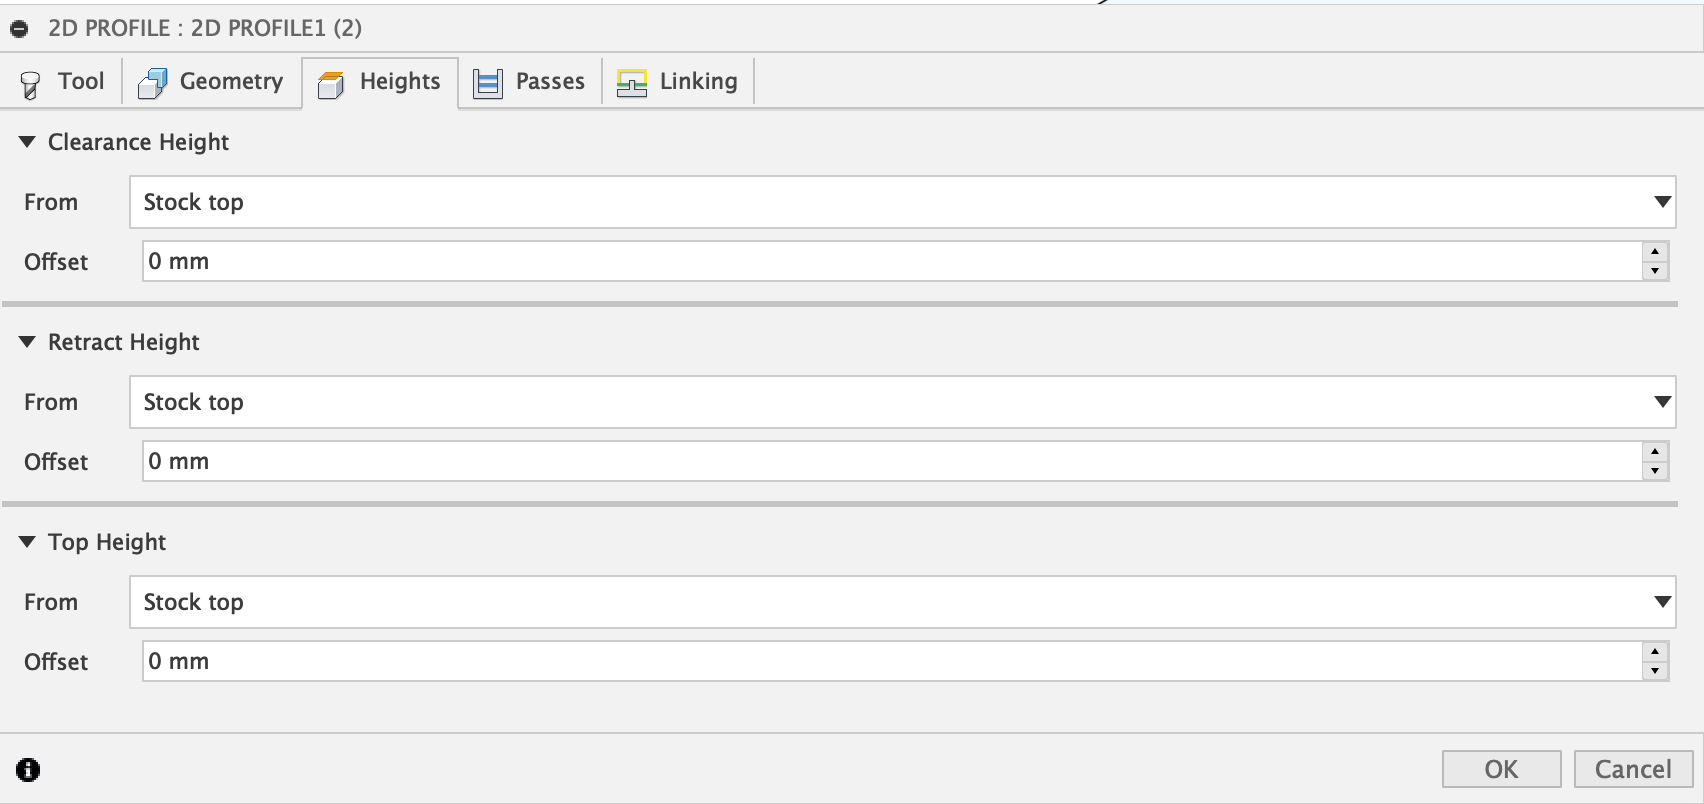 2D PROFILE : 2D PROFILE1 (2)
Tool Geometry Heights Passes Linking
Clearance Height
From Stock top
Offset 0 mm
Retract Height
From Stock top
Offset 0 mm
Top Height
From Stock top
Offset 0 mm
OK Cancel